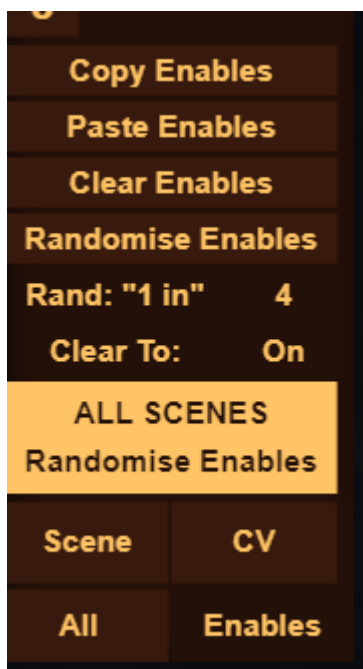 Copy Enables
Paste Enables
Clear Enables
Randomise Enables
Rand: "1 in" 4
Clear To: On
ALL SCENES
Randomise Enables
Scene CV
All Enables